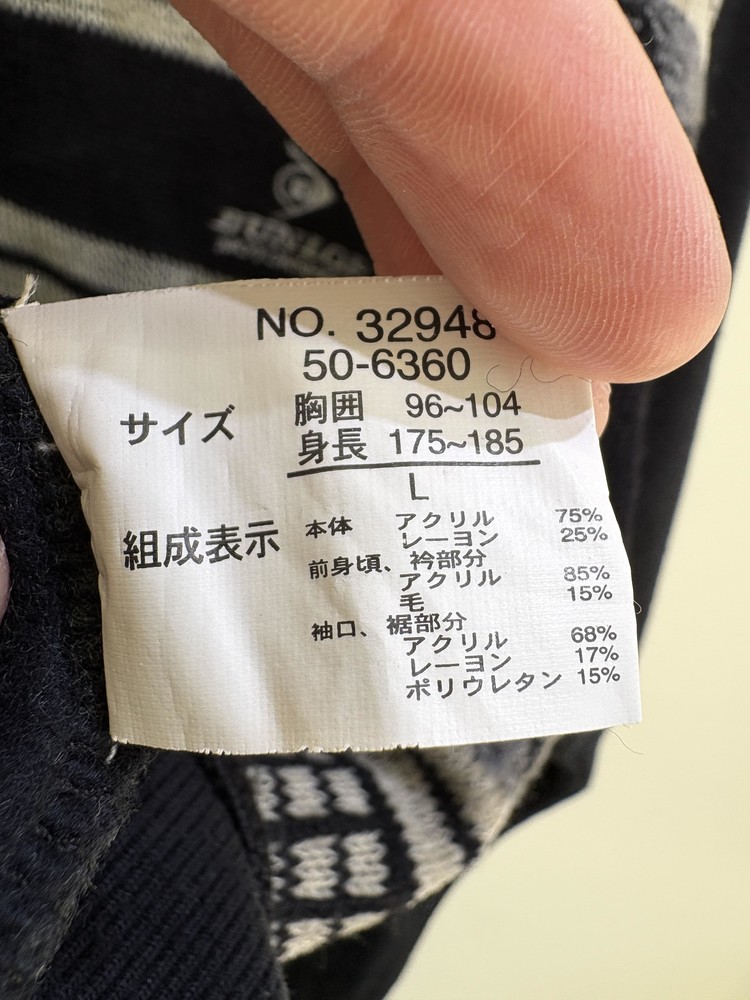 NO. 32948
50-6360
サイズ 胸囲 96~104
身長 175~185
L
組成表示 本体 アクリル 75%
レーヨン 25%
前身頃、衿部分
アクリル 85%
毛 15%
袖口、裾部分
アクリル 68%
レーヨン 17%
ポリウレタン 15%